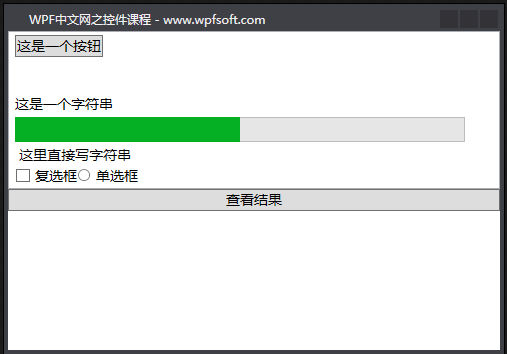 WPF中文网之控件课程 - www.wpfsoft.com
这是一个按钮
这是一个字符串
这里直接写字符串
复选框 单选框
查看结果